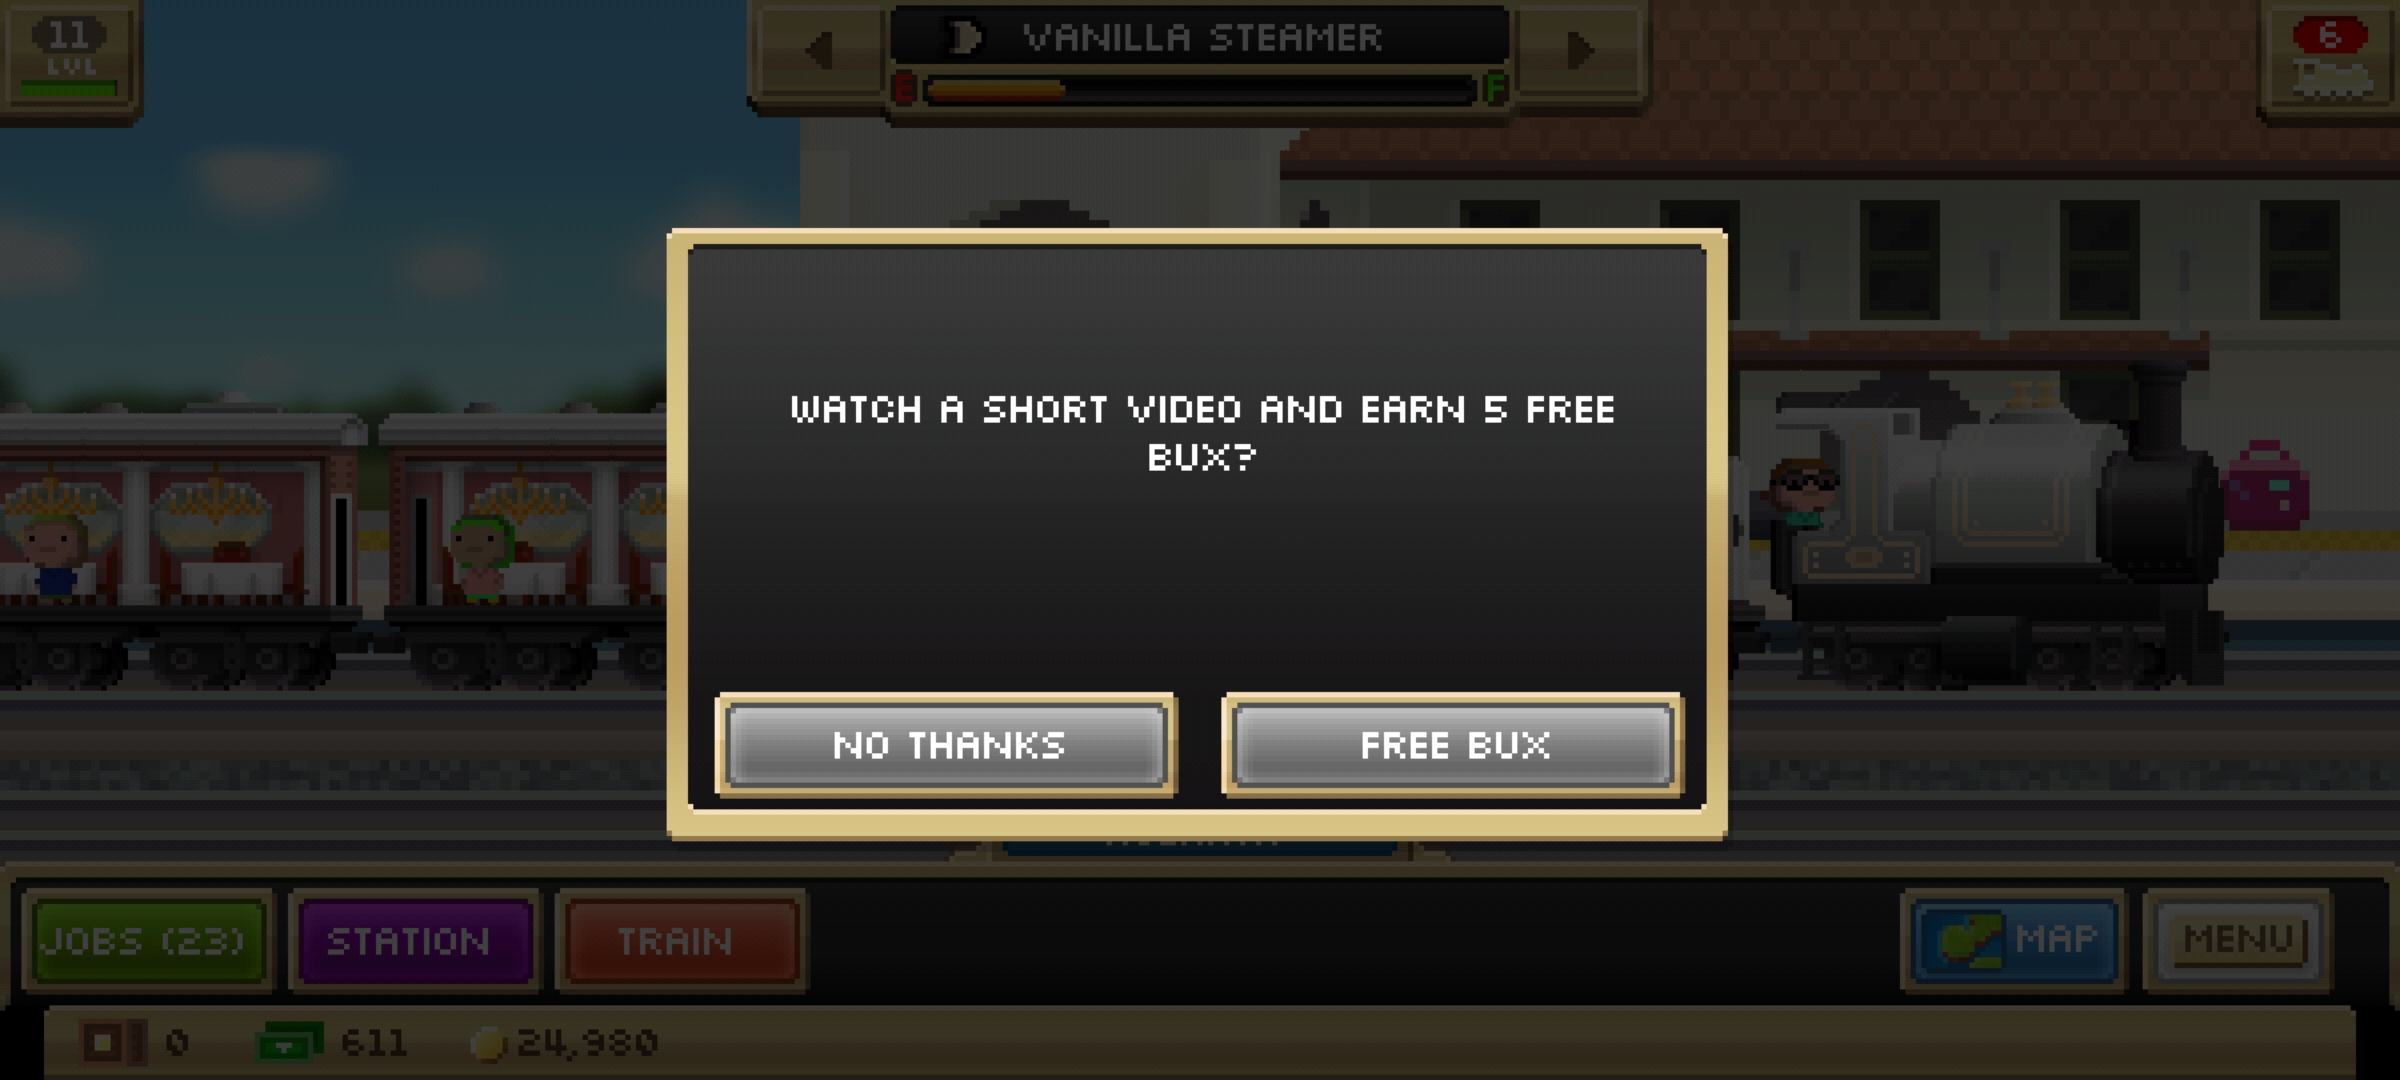 11
LVL
VANILLA STEAMER
E F
6
WATCH A SHORT VIDEO AND EARN 5 FREE
BUX?
NO THANKS
FREE BUX
JOBS (23)
STATION
TRAIN
MAP
MENU
0
611
24,980